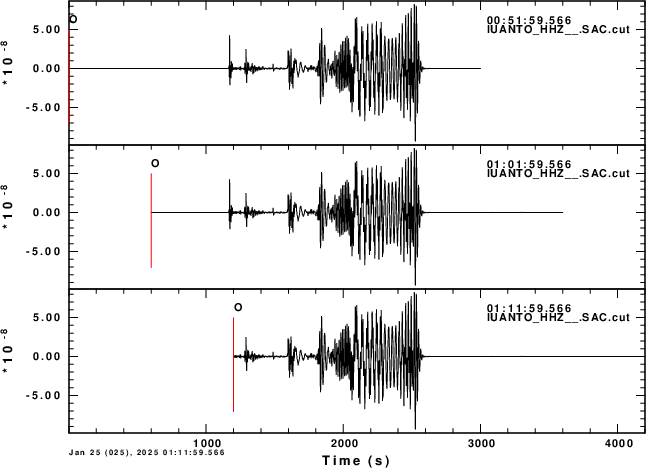 O
00:51:59.566
IUANTO_HHZ__.SAC.cut
5.00
0.00
-5.00
*10 -8
O
01:01:59.566
IUANTO_HHZ__.SAC.cut
5.00
0.00
-5.00
*10 -8
O
01:11:59.566
IUANTO_HHZ__.SAC.cut
5.00
0.00
-5.00
*10 -8
1000 2000 3000 4000
Jan 25 (025), 2025 01:11:59.566
Time (s)